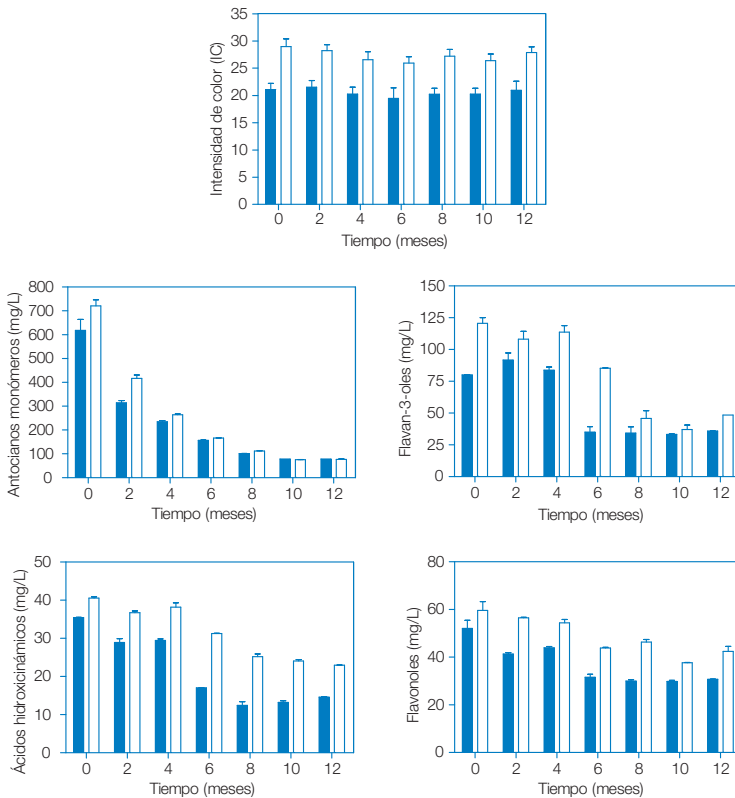 Intensidad de color (IC)
35
30
25
20
15
10
5
0
0 2 4 6 8 10 12
Tiempo (meses)
Antocianos monómeros (mg/L)
800
700
600
500
400
300
200
100
0
0 2 4 6 8 10 12
Tiempo (meses)
Flavan-3-oles (mg/L)
150
125
100
75
50
25
0
0 2 4 6 8 10 12
Tiempo (meses)
Ácidos hidroxicinámicos (mg/L)
50
40
30
20
10
0
0 2 4 6 8 10 12
Tiempo (meses)
Flavonoles (mg/L)
80
60
40
20
0
0 2 4 6 8 10 12
Tiempo (meses)